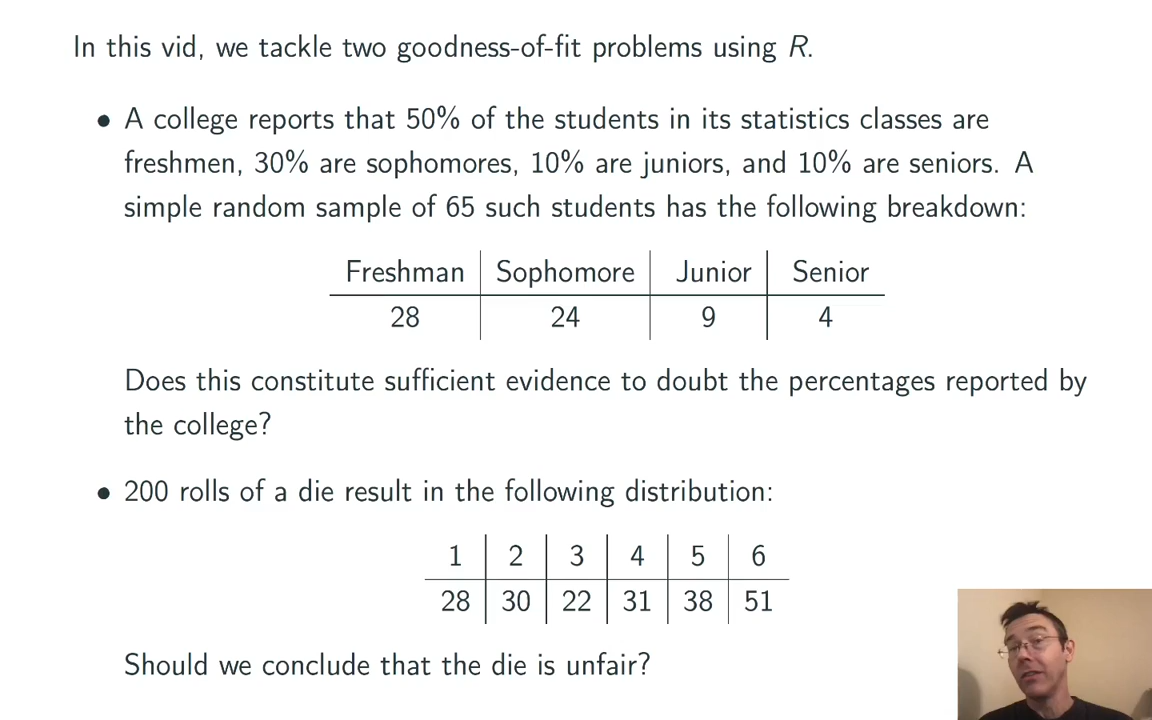 In this vid, we tackle two goodness-of-fit problems using R.
• A college reports that 50% of the students in its statistics classes are
freshmen, 30% are sophomores, 10% are juniors, and 10% are seniors. A
simple random sample of 65 such students has the following breakdown:
Freshman Sophomore Junior Senior
28 24 9 4
Does this constitute sufficient evidence to doubt the percentages reported by
the college?
• 200 rolls of a die result in the following distribution:
1 2 3 4 5 6
28 30 22 31 38 51
Should we conclude that the die is unfair?